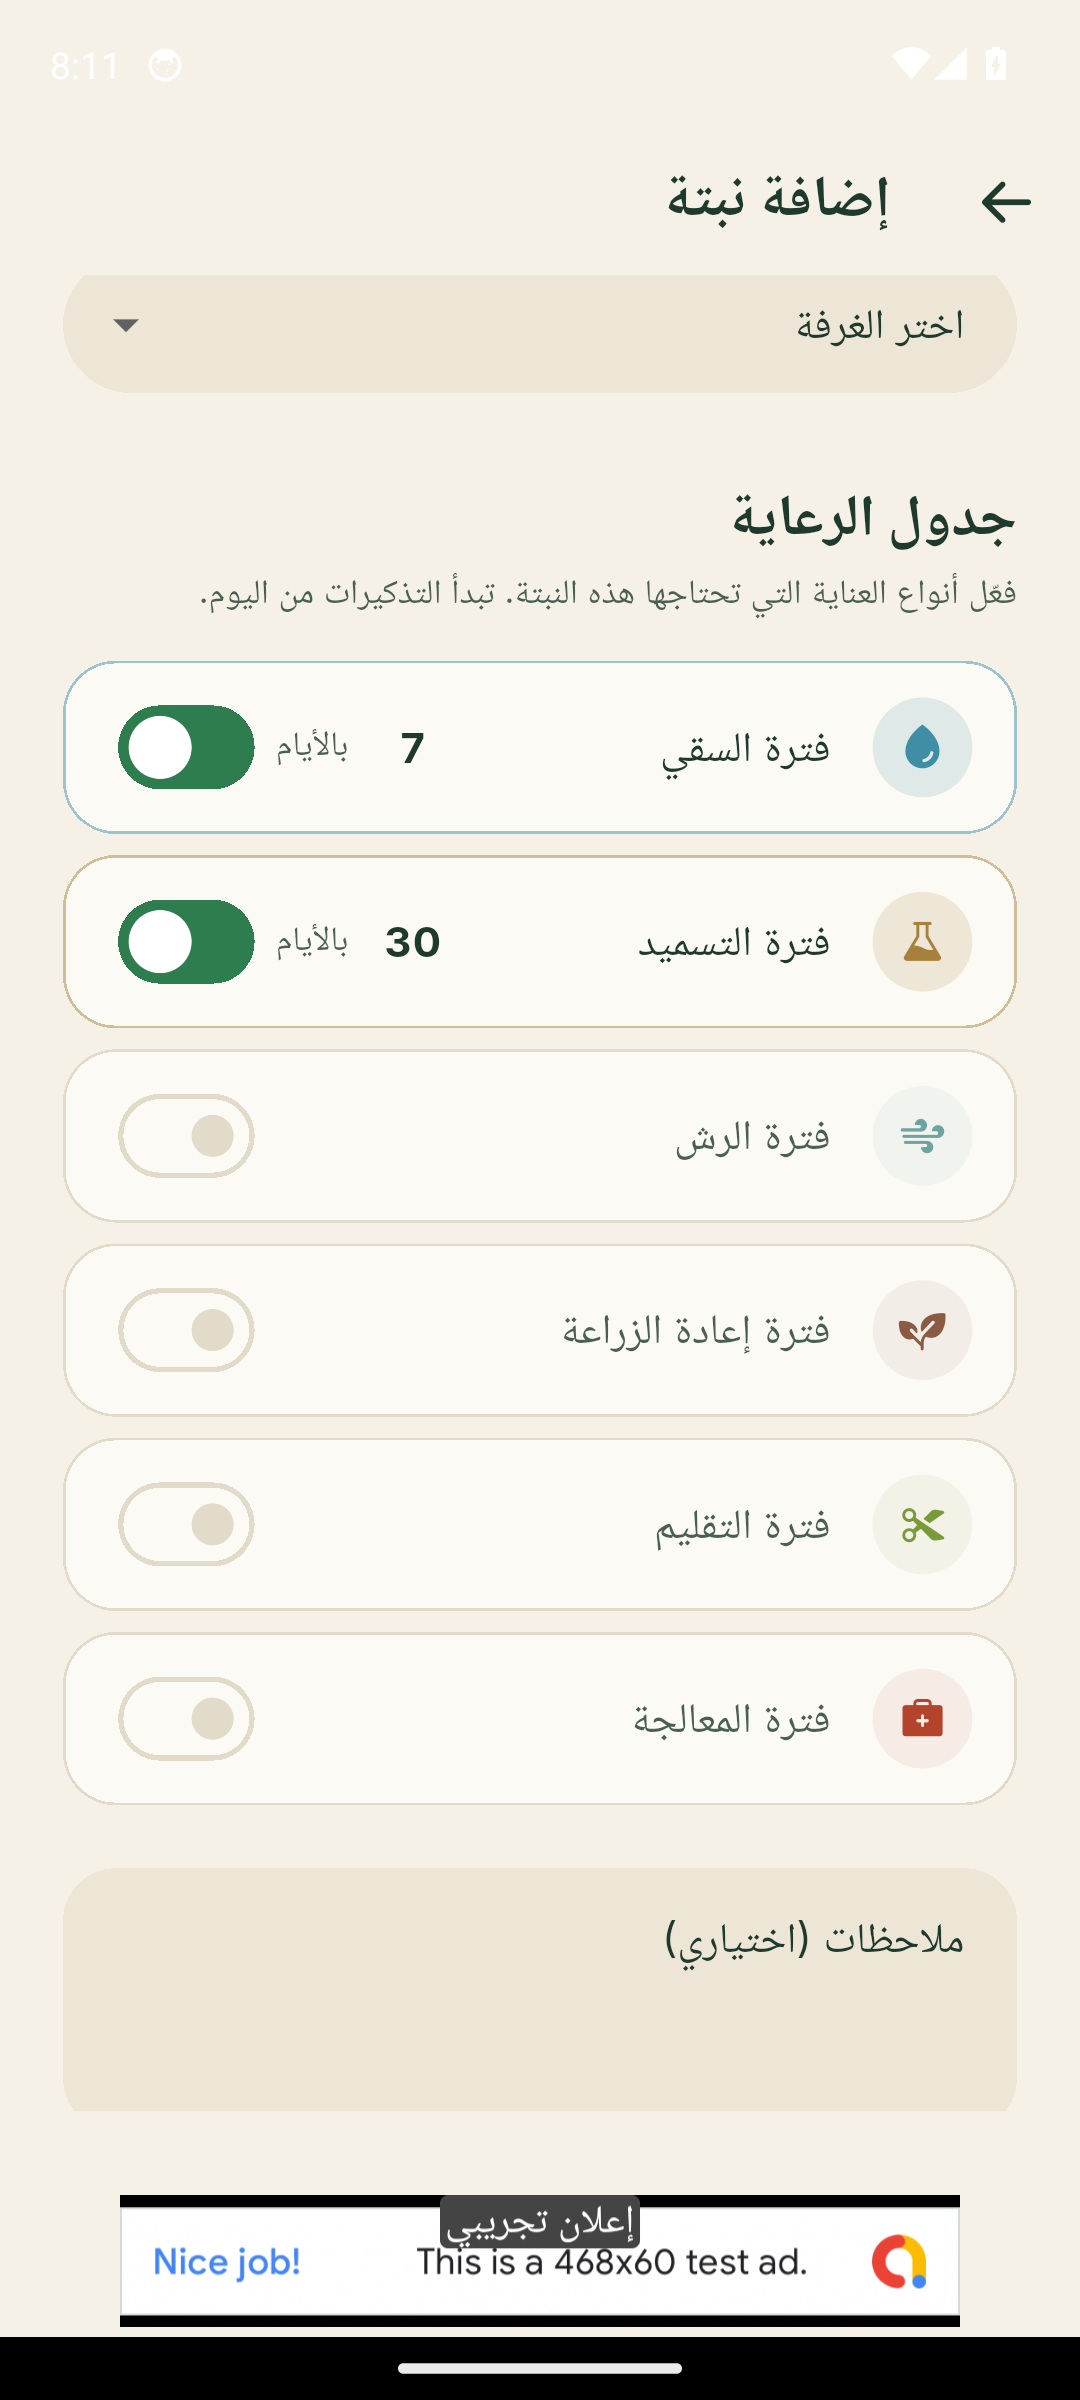 8:11
إضافة نبتة
اختر الغرفة
جدول الرعاية
فعّل أنواع العناية التي تحتاجها هذه النبتة. تبدأ التذكيرات من اليوم.
فترة السقي 7 بالأيام
فترة التسميد 30 بالأيام
فترة الرش
فترة إعادة الزراعة
فترة التقليم
فترة المعالجة
ملاحظات (اختياري)
إعلان تجريبي
Nice job! This is a 468x60 test ad.